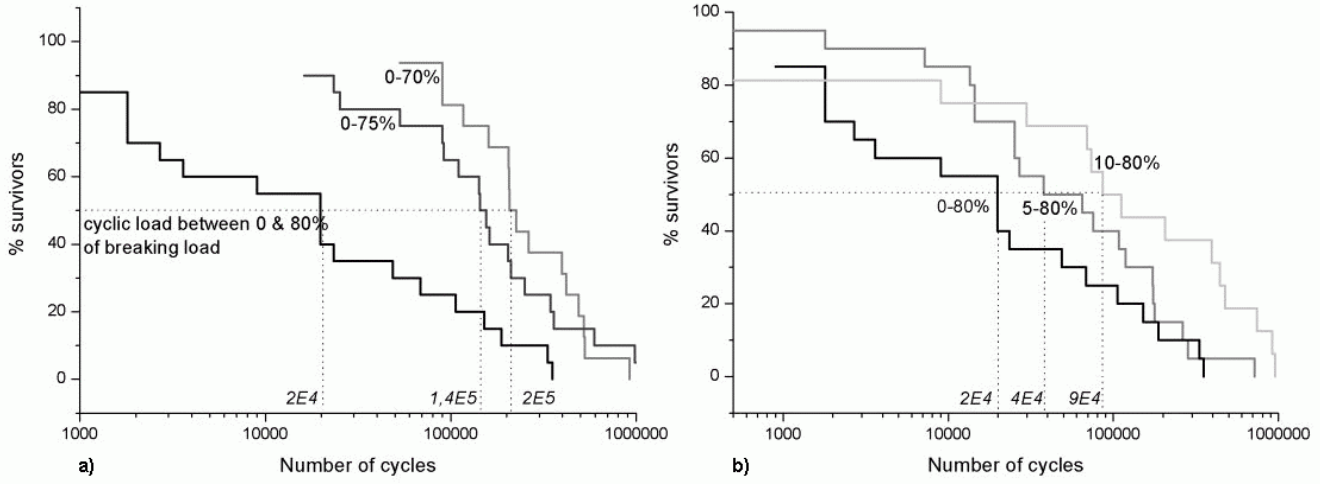 100
80
60
40
20
0
% survivors
0-70%
0-75%
cyclic load between 0 & 80%
of breaking load
2E4
1,4E5
2E5
1000
10000
100000
1000000
Number of cycles
a)
100
80
60
40
20
0
% survivors
10-80%
0-80%
5-80%
2E4
4E4
9E4
1000
10000
100000
1000000
Number of cycles
b)